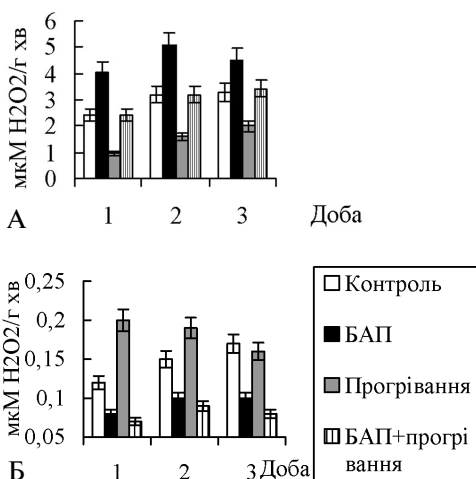 мкМ H2O2/г хв
6
5
4
3
2
1
0
А
1 2 3 Доба
мкМ H2O2/г хв
0,25
0,2
0,15
0,1
0,05
Б
1 2 3 Доба
Контроль
БАП
Прогрівання
БАП+прогрі
вання